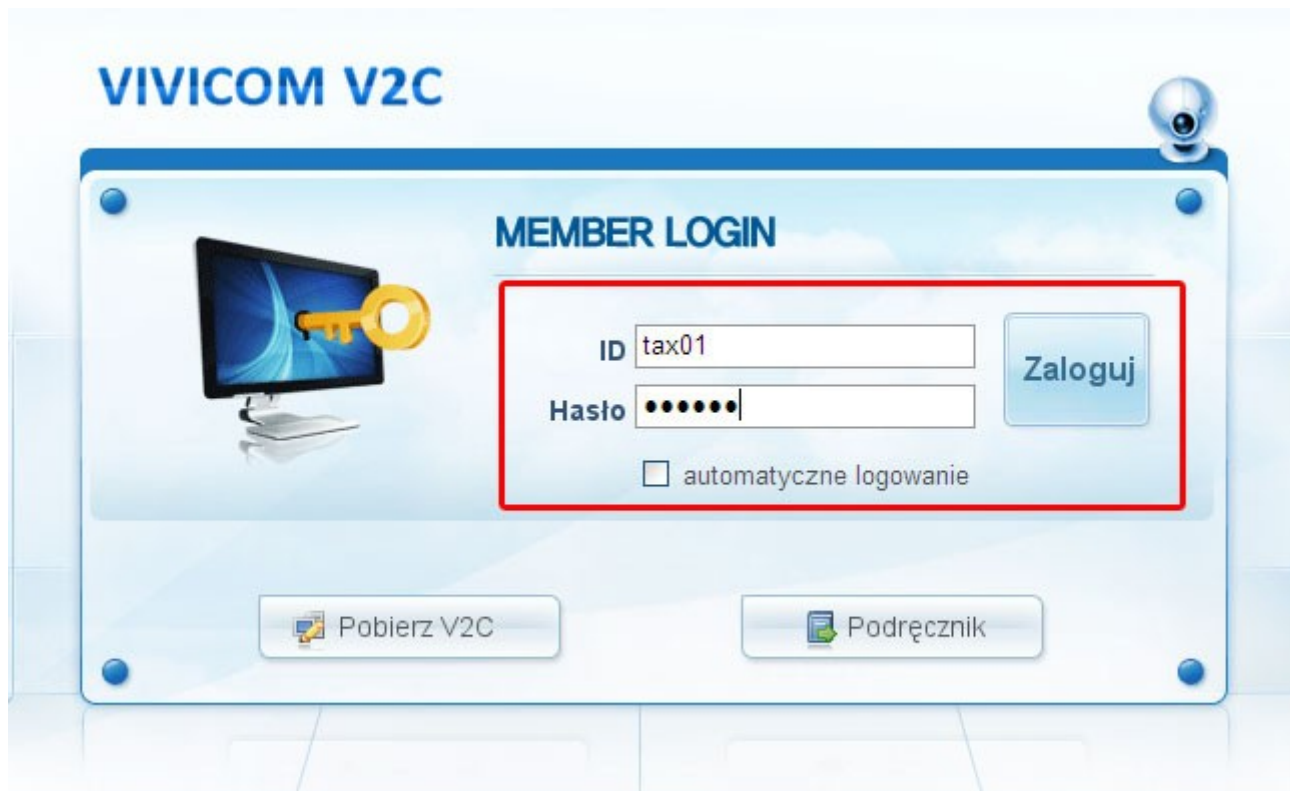 VIVICOM V2C
MEMBER LOGIN
ID tax01
Hasło ••••••
Zaloguj
automatyczne logowanie
Pobierz V2C
Podręcznik